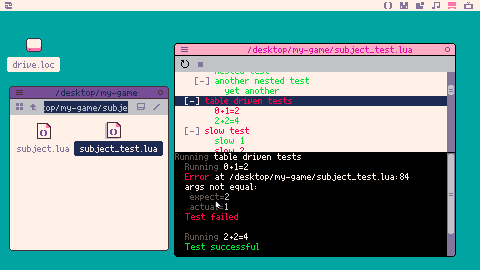 /desktop/my-game/subject_test.lua
drive.loc
nested test
[-] another nested test
yet another
[-] table driven tests
0+1=2
2+2=4
[-] slow test
slow 1
slow 2
/desktop/my-game
top/my-game/subje
subject.lua
subject_test.lua
Running table driven tests
Running 0+1=2
Error at /desktop/my-game/subject_test.lua:84
args not equal:
expect=2
actual=1
Test failed
Running 2+2=4
Test successful